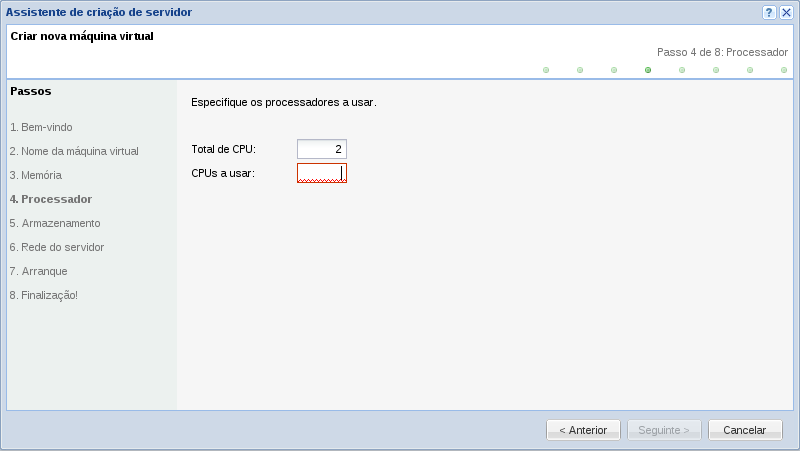 Assistente de criação de servidor
Criar nova máquina virtual
Passo 4 de 8: Processador
Passos
1. Bem-vindo
2. Nome da máquina virtual
3. Memória
4. Processador
5. Armazenamento
6. Rede do servidor
7. Arranque
8. Finalização!
Especifique os processadores a usar.
Total de CPU: 2
CPUs a usar:
< Anterior Seguinte > Cancelar